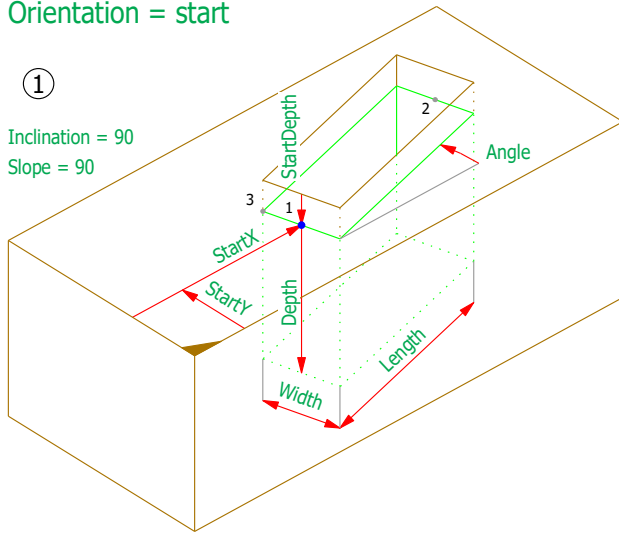 Orientation = start
①
Inclination = 90
Slope = 90
StartDepth
2
Angle
3
1
StartX
StartY
Depth
Length
Width